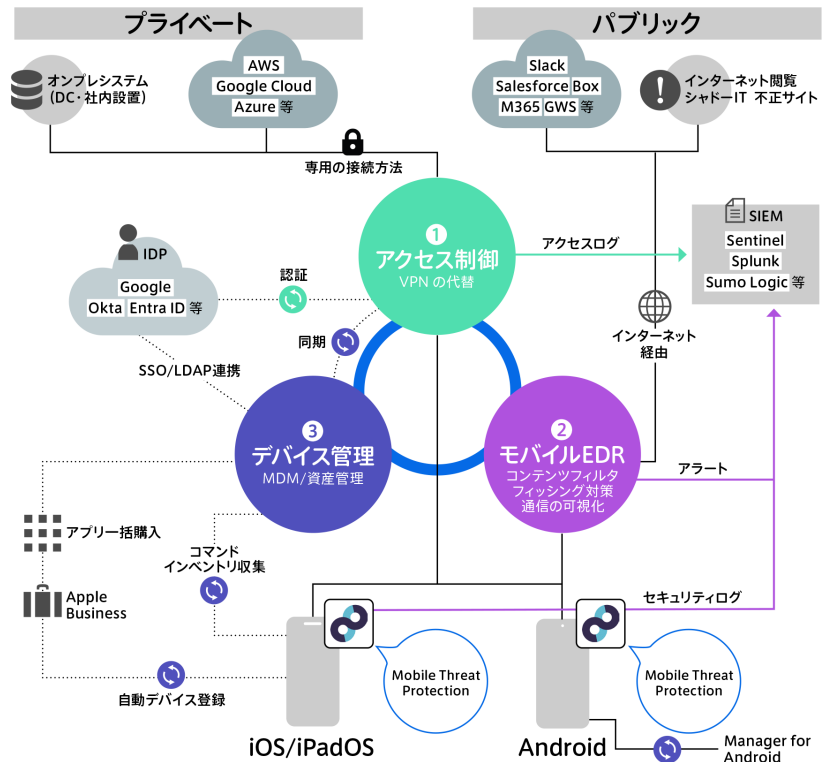 プライベート
パブリック
オンプレシステム
(DC・社内設置)
AWS
Google Cloud
Azure 等
Slack
Salesforce Box
M365 GWS 等
!
インターネット閲覧
シャドーIT 不正サイト
専用の接続方法
1
アクセス制御
VPN の代替
アクセスログ
SIEM
Sentinel
Splunk
Sumo Logic 等
IDP
Google
Okta Entra ID 等
認証
同期
SSO/LDAP連携
インターネット
経由
3
デバイス管理
MDM/資産管理
2
モバイルEDR
コンテンツフィルタ
フィッシング対策
通信の可視化
アラート
アプリ一括購入
コマンド
インベントリ収集
Apple
Business
セキュリティログ
自動デバイス登録
Mobile Threat
Protection
Mobile Threat
Protection
iOS/iPadOS
Android
Manager for
Android